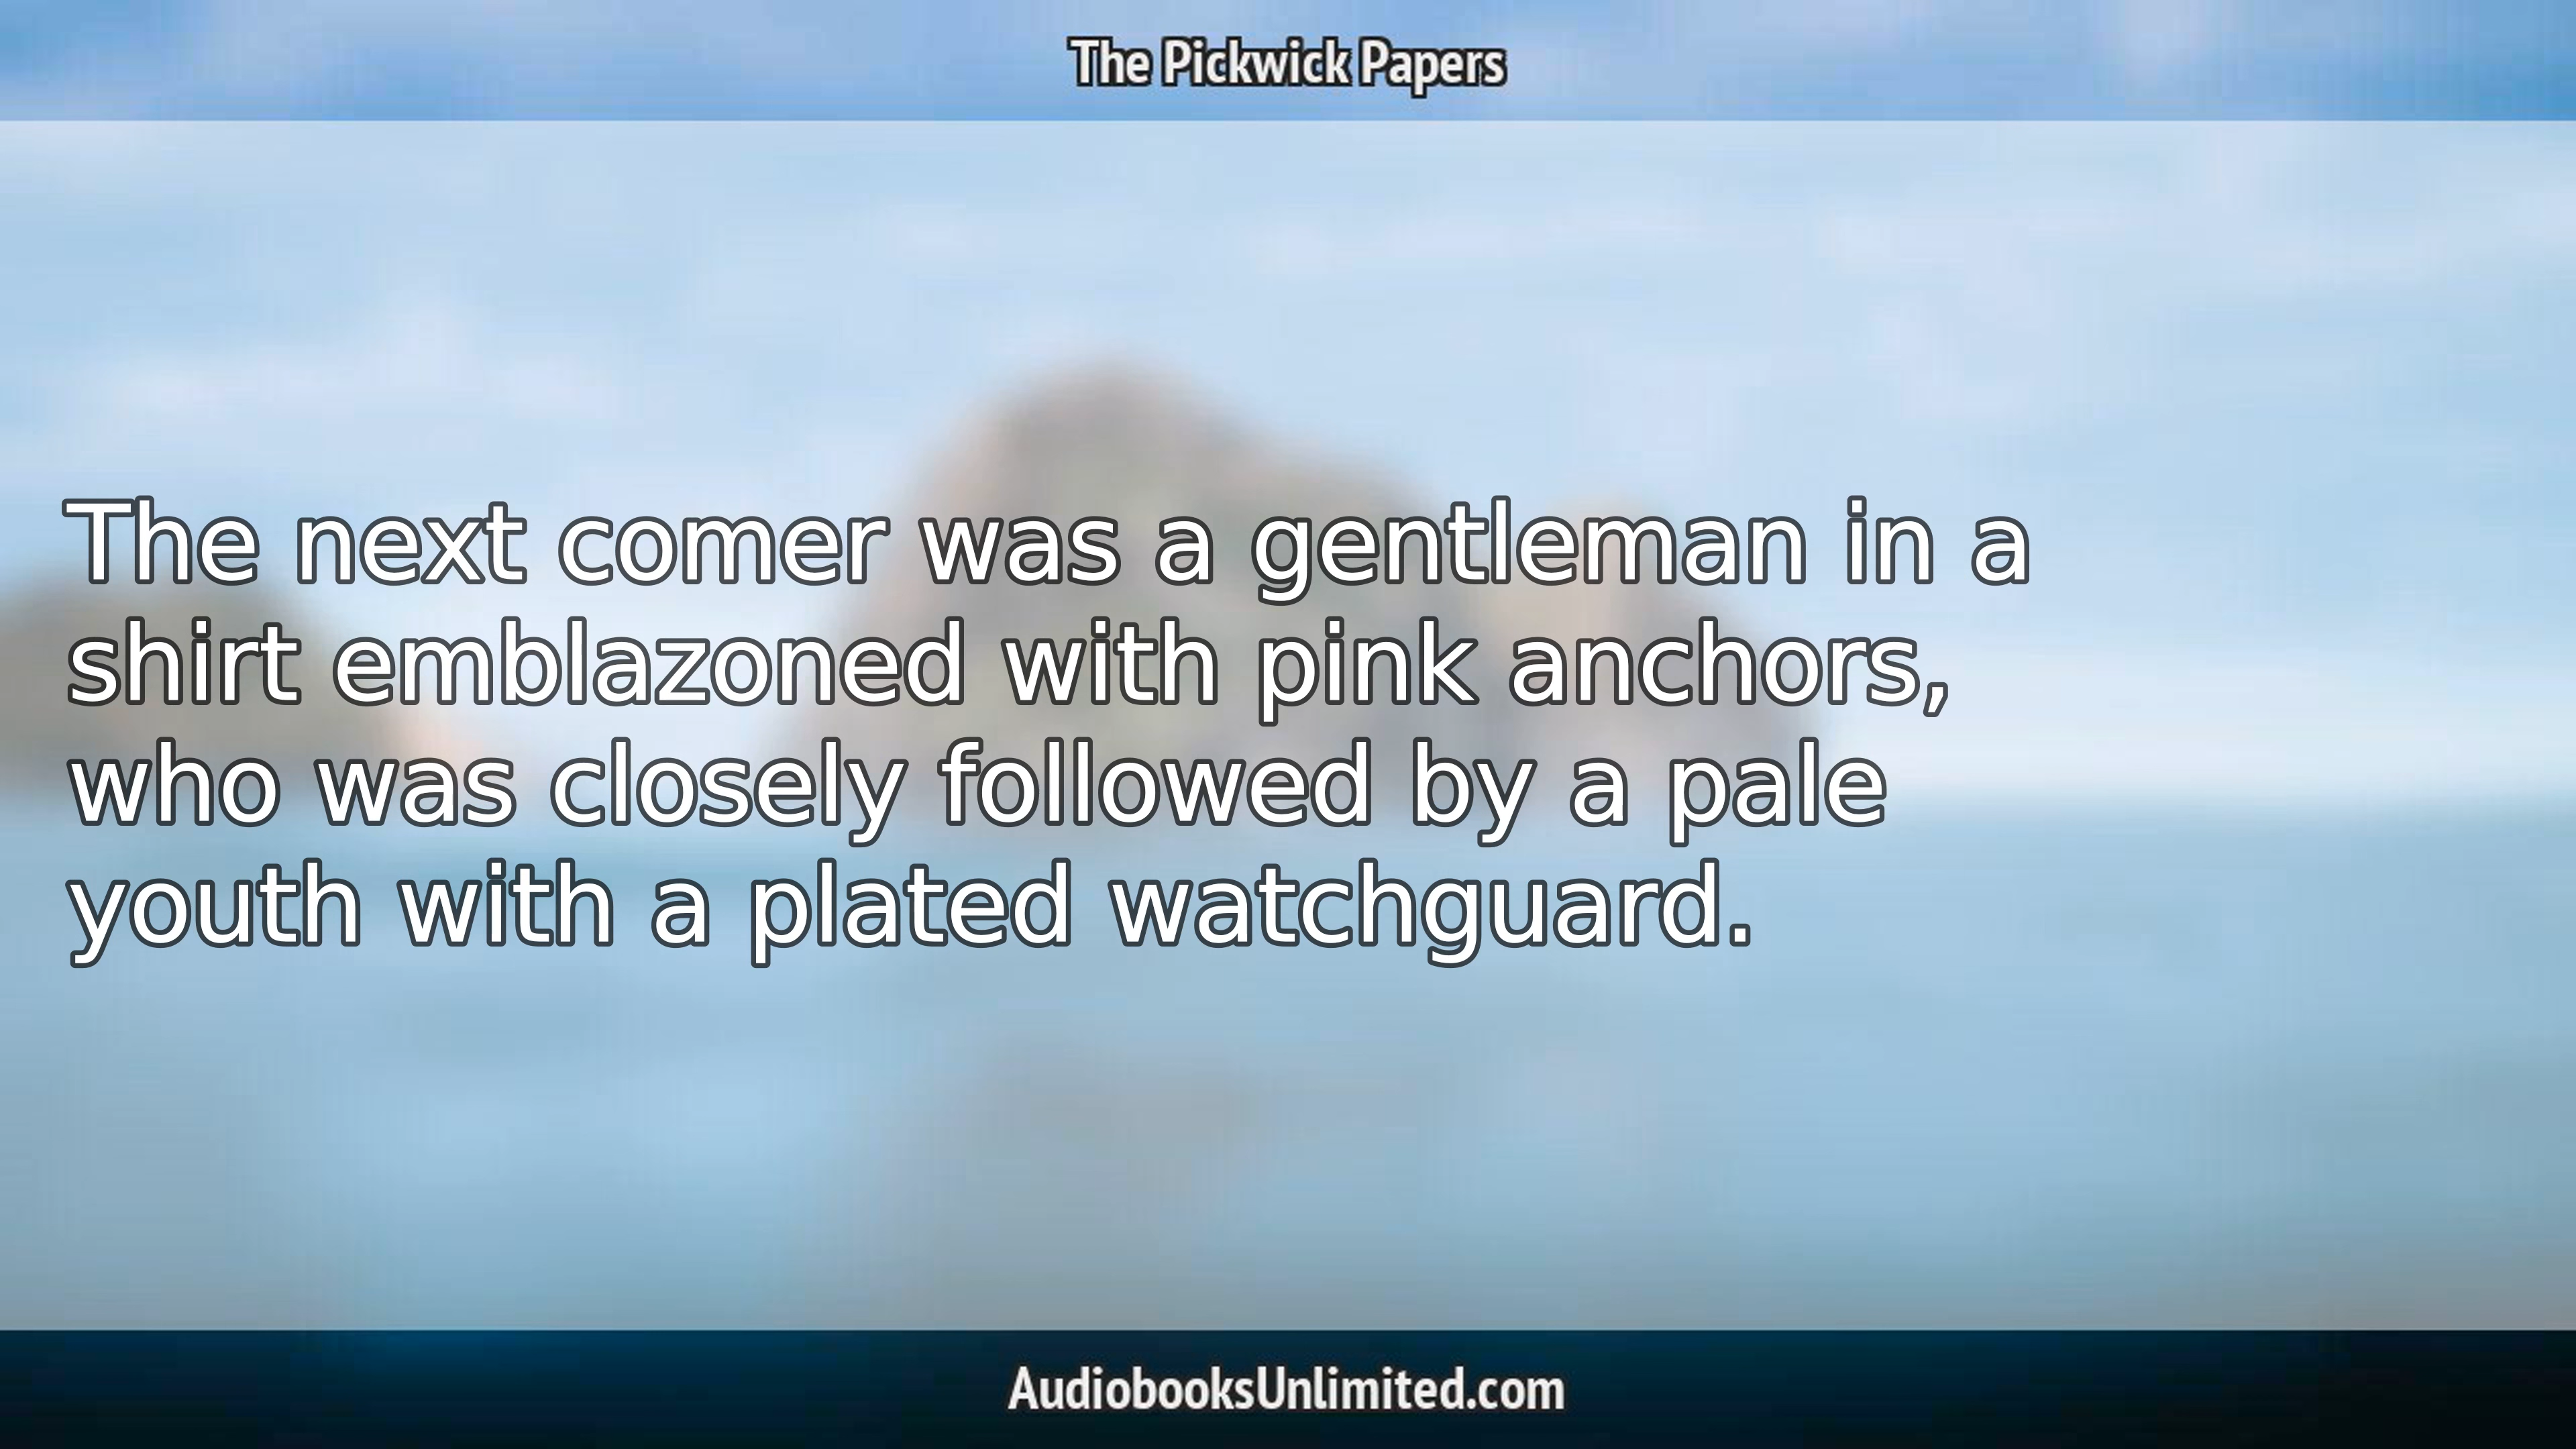 The Pickwick Papers
The next comer was a gentleman in a
shirt emblazoned with pink anchors,
who was closely followed by a pale
youth with a plated watchguard.
AudiobooksUnlimited.com